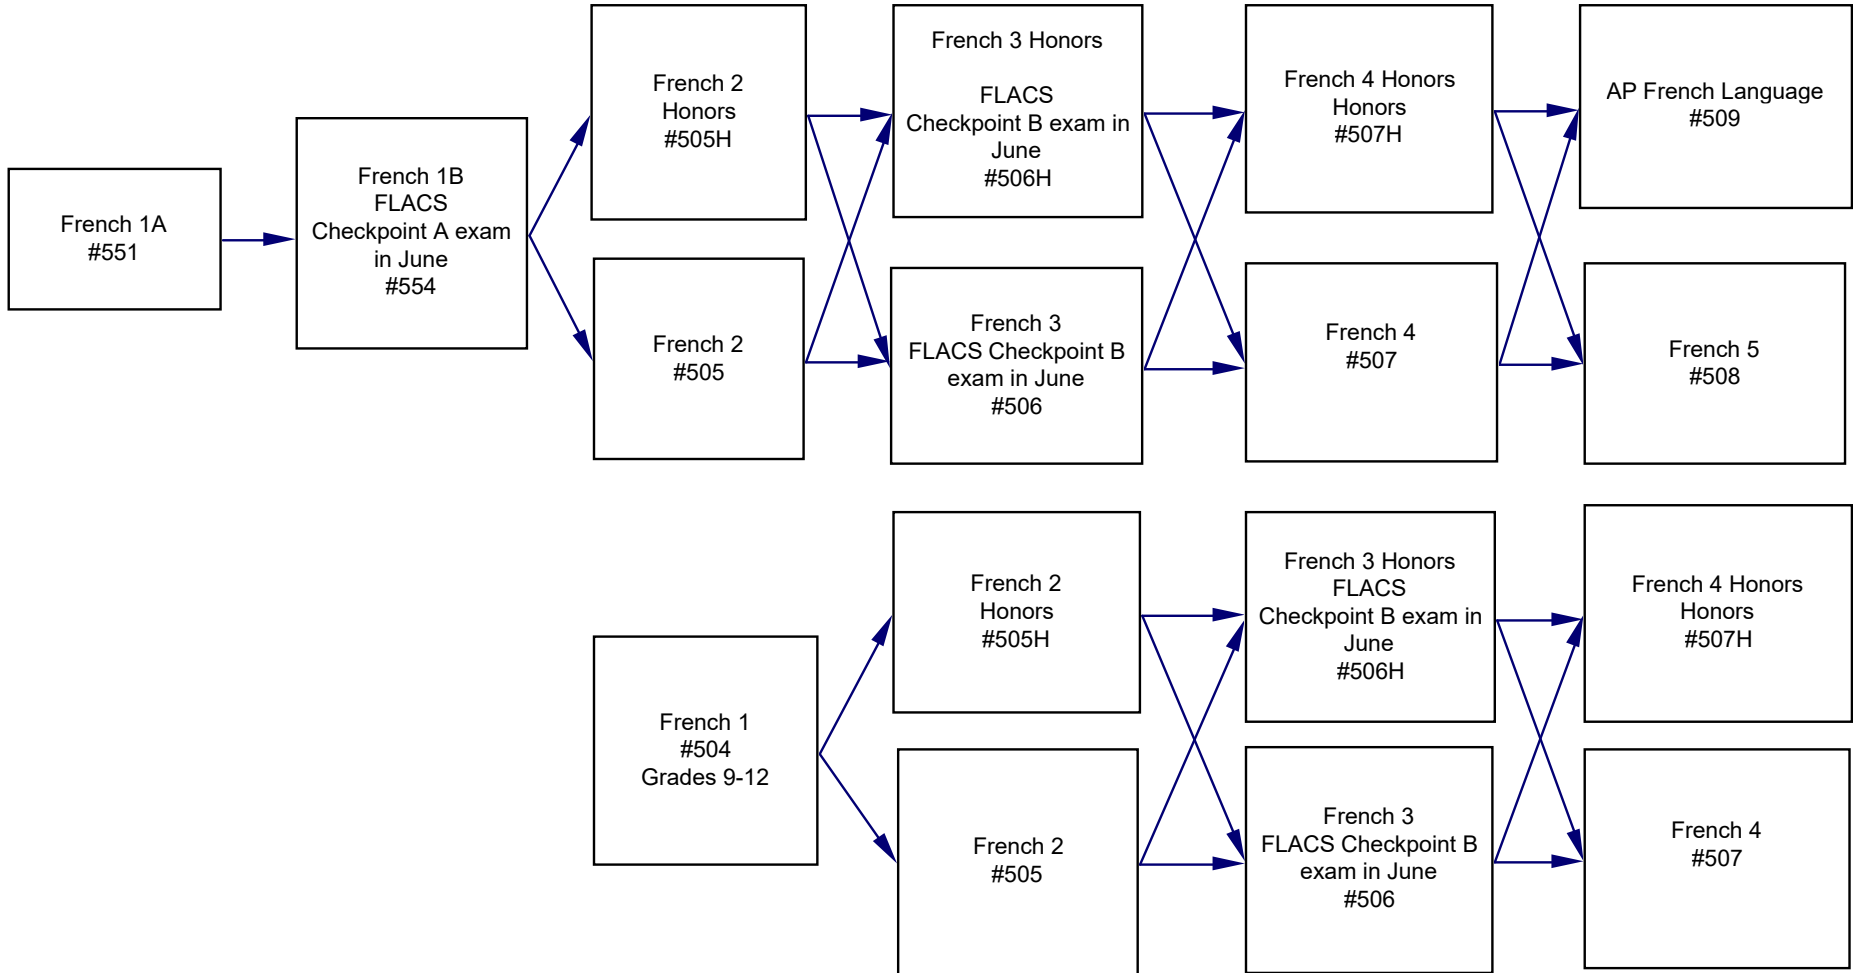 French 1A
#551
French 1B
FLACS
Checkpoint A exam
in June
#554
French 2
Honors
#505H
French 2
#505
French 3 Honors
FLACS
Checkpoint B exam in
June
#506H
French 3
FLACS Checkpoint B
exam in June
#506
French 4 Honors
Honors
#507H
French 4
#507
AP French Language
#509
French 5
#508
French 1
#504
Grades 9-12
French 2
Honors
#505H
French 2
#505
French 3 Honors
FLACS
Checkpoint B exam in
June
#506H
French 3
FLACS Checkpoint B
exam in June
#506
French 4 Honors
Honors
#507H
French 4
#507